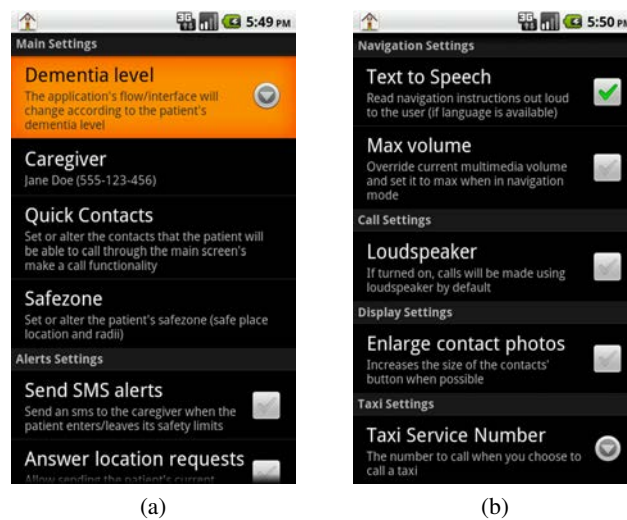 5:49 PM
Main Settings
Dementia level
The application's flow/interface will
change according to the patient's
dementia level
Caregiver
Jane Doe (555-123-456)
Quick Contacts
Set or alter the contacts that the patient will
be able to call through the main screen's
make a call functionality
Safezone
Set or alter the patient's safezone (safe place
location and radii)
Alerts Settings
Send SMS alerts
Send an sms to the caregiver when the
patient enters/leaves its safety limits
Answer location requests
Allow sending the patient's current
(a)
3G
5:50 PM
Navigation Settings
Text to Speech
Read navigation instructions out loud
to the user (if language is available)
Max volume
Override current multimedia volume
and set it to max when in navigation
mode
Call Settings
Loudspeaker
If turned on, calls will be made using
loudspeaker by default
Display Settings
Enlarge contact photos
Increases the size of the contacts'
button when possible
Taxi Settings
Taxi Service Number
The number to call when you choose to
call a taxi
(b)